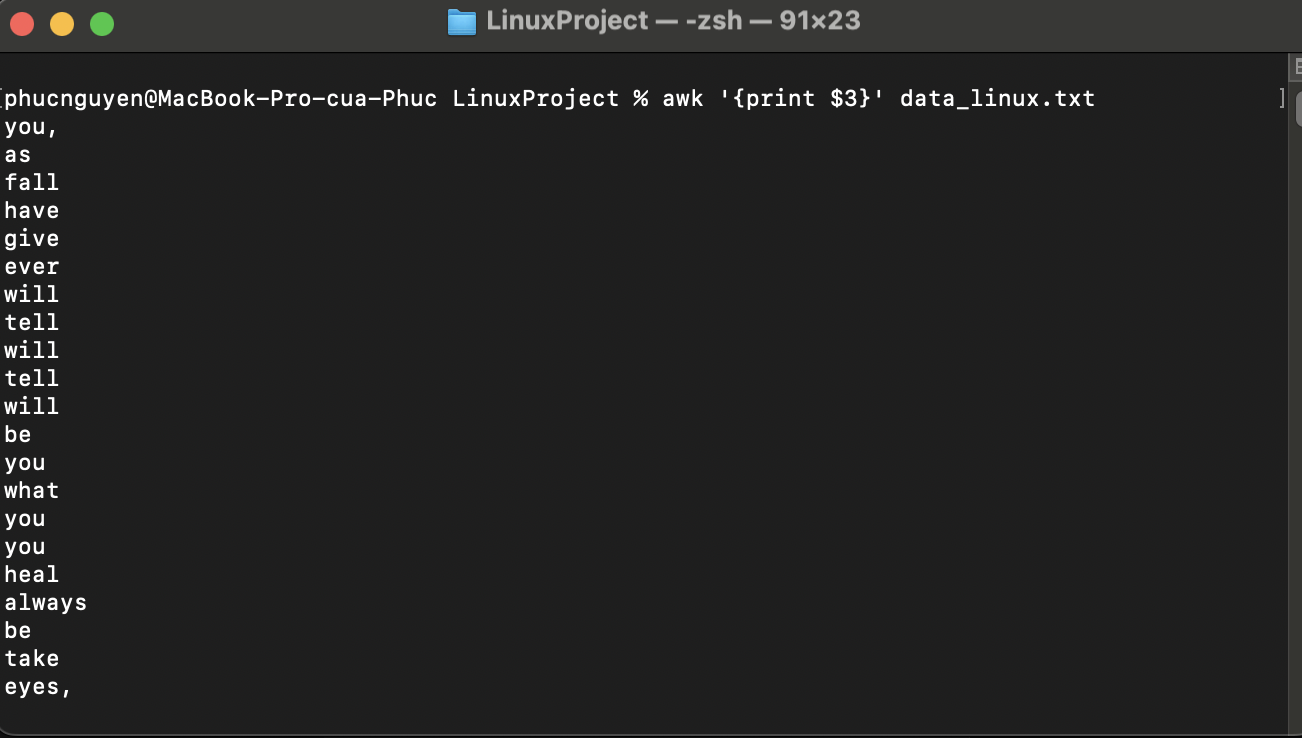 LinuxProject — -zsh — 91×23
[phucnguyen@MacBook-Pro-cua-Phuc LinuxProject % awk '{print $3}' data_linux.txt ]
you,
as
fall
have
give
ever
will
tell
will
tell
will
be
you
what
you
you
heal
always
be
take
eyes,